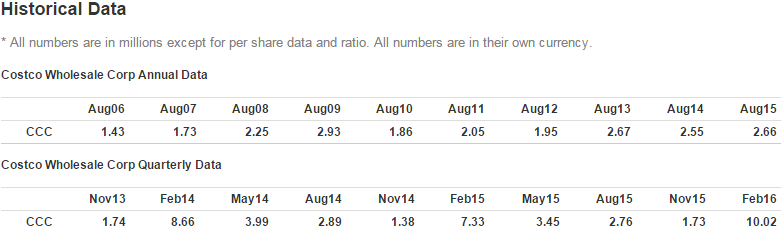 Historical Data
* All numbers are in millions except for per share data and ratio. All numbers are in their own currency.
Costco Wholesale Corp Annual Data
Aug06 Aug07 Aug08 Aug09 Aug10 Aug11 Aug12 Aug13 Aug14 Aug15
CCC 1.43 1.73 2.25 2.93 1.86 2.05 1.95 2.67 2.55 2.66
Costco Wholesale Corp Quarterly Data
Nov13 Feb14 May14 Aug14 Nov14 Feb15 May15 Aug15 Nov15 Feb16
CCC 1.74 8.66 3.99 2.89 1.38 7.33 3.45 2.76 1.73 10.02